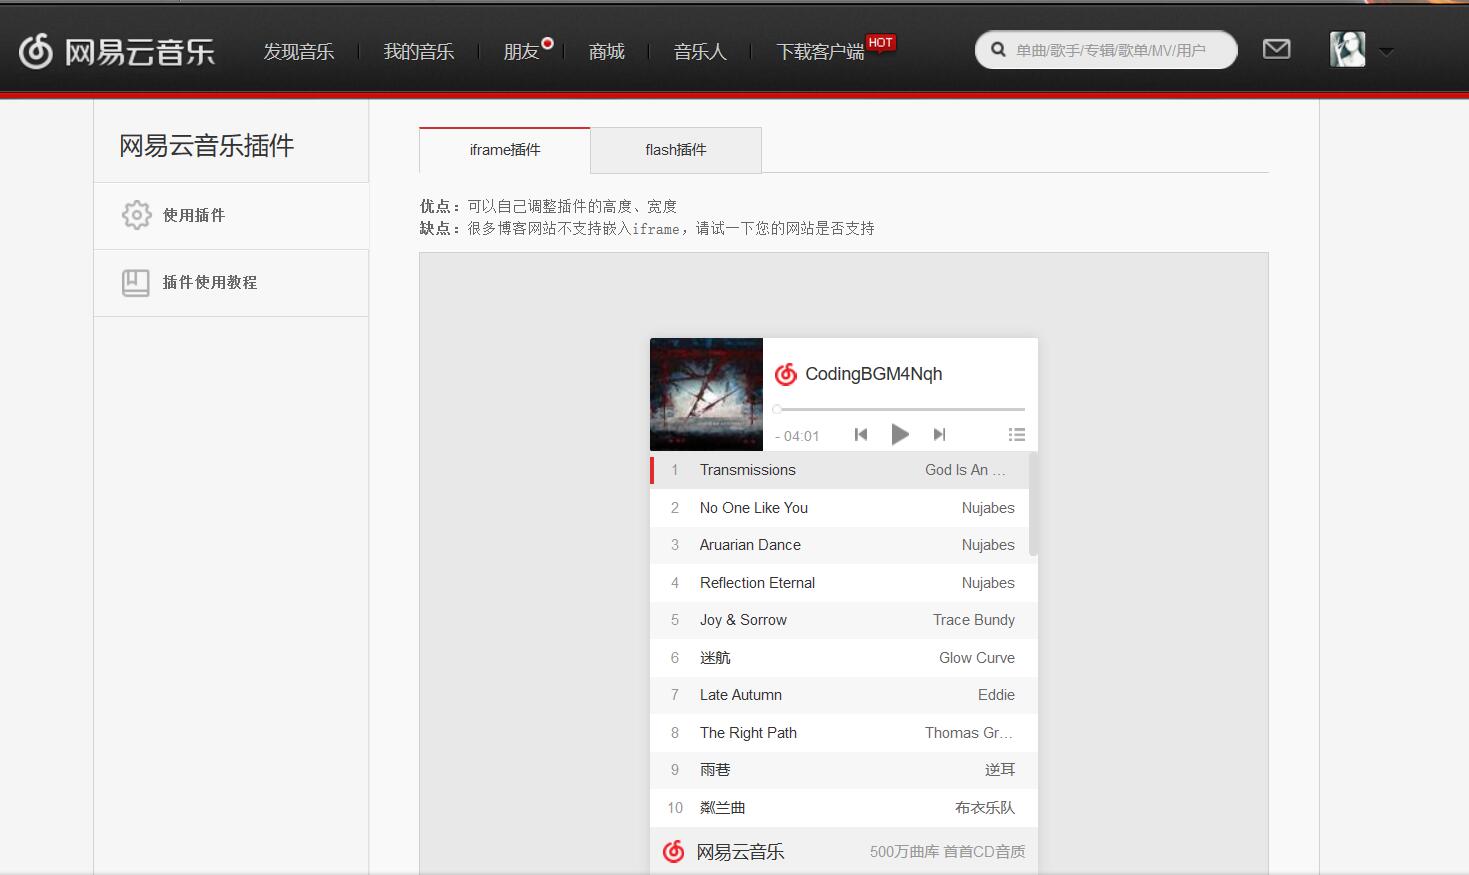 网易云音乐
发现音乐
我的音乐
朋友
商城
音乐人
下载客户端
HOT
单曲/歌手/专辑/歌单/MV/用户
网易云音乐插件
使用插件
插件使用教程
iframe插件
flash插件
优点：可以自己调整插件的高度、宽度
缺点：很多博客网站不支持嵌入iframe，请试一下您的网站是否支持
CodingBGM4Nqh
- 04:01
1 Transmissions God Is An ...
2 No One Like You Nujabes
3 Aruarian Dance Nujabes
4 Reflection Eternal Nujabes
5 Joy & Sorrow Trace Bundy
6 迷航 Glow Curve
7 Late Autumn Eddie
8 The Right Path Thomas Gr...
9 雨巷 逆耳
10 鄰兰曲 布衣乐队
网易云音乐 500万曲库 首首CD音质